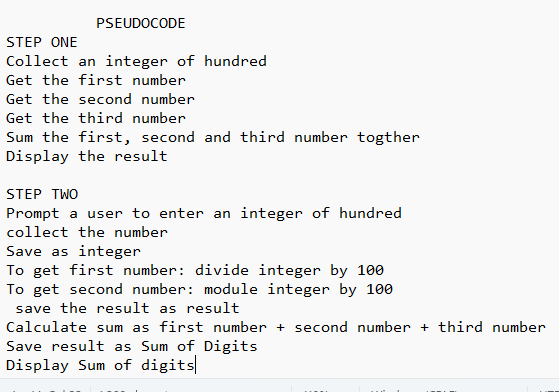 PSEUDOCODE
STEP ONE
Collect an integer of hundred
Get the first number
Get the second number
Get the third number
Sum the first, second and third number togther
Display the result
STEP TWO
Prompt a user to enter an integer of hundred
collect the number
Save as integer
To get first number: divide integer by 100
To get second number: module integer by 100
save the result as result
Calculate sum as first number + second number + third number
Save result as Sum of Digits
Display Sum of digits